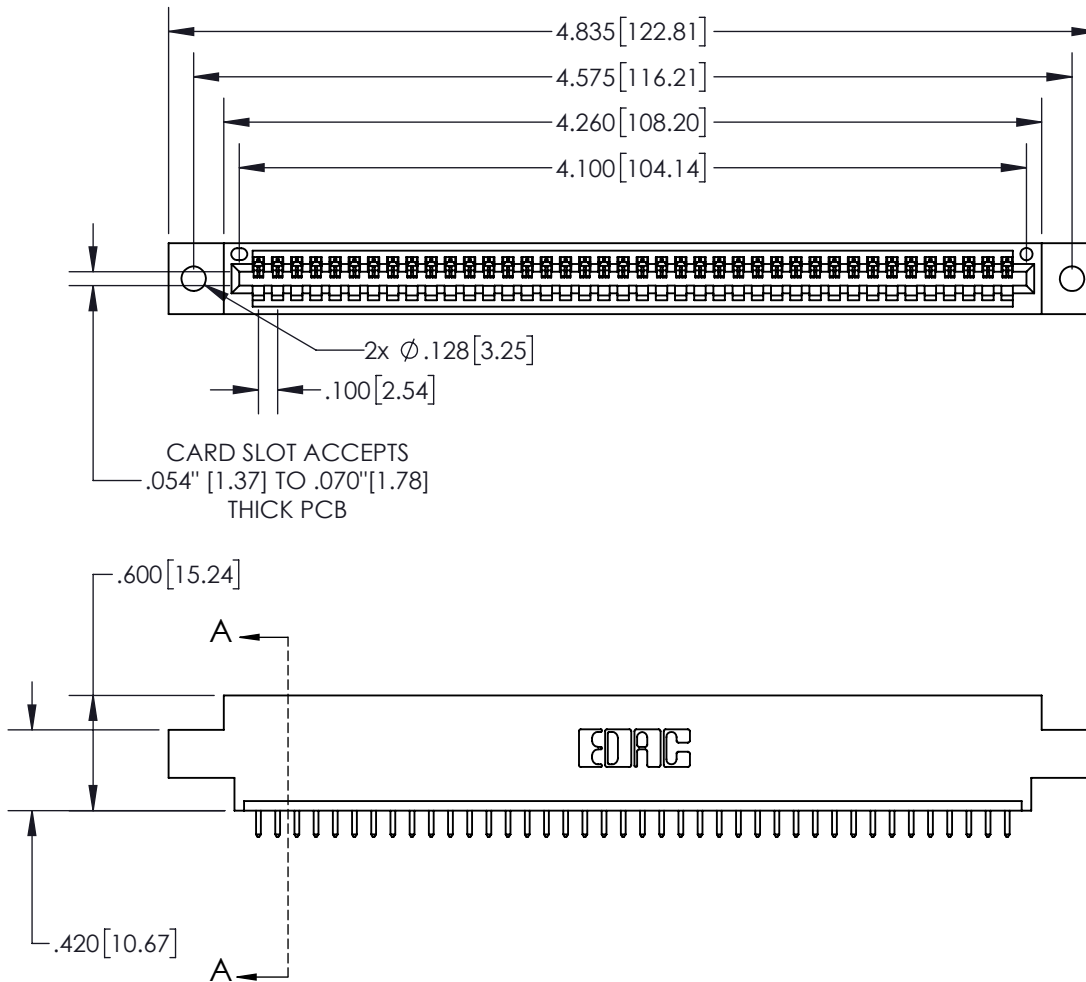 4.835[122.81]
4.575[116.21]
4.260[108.20]
4.100[104.14]
2x Ø.128[3.25]
.100[2.54]
CARD SLOT ACCEPTS
.054" [1.37] TO .070"[1.78]
THICK PCB
.600[15.24]
A
EDAC
.420[10.67]
A